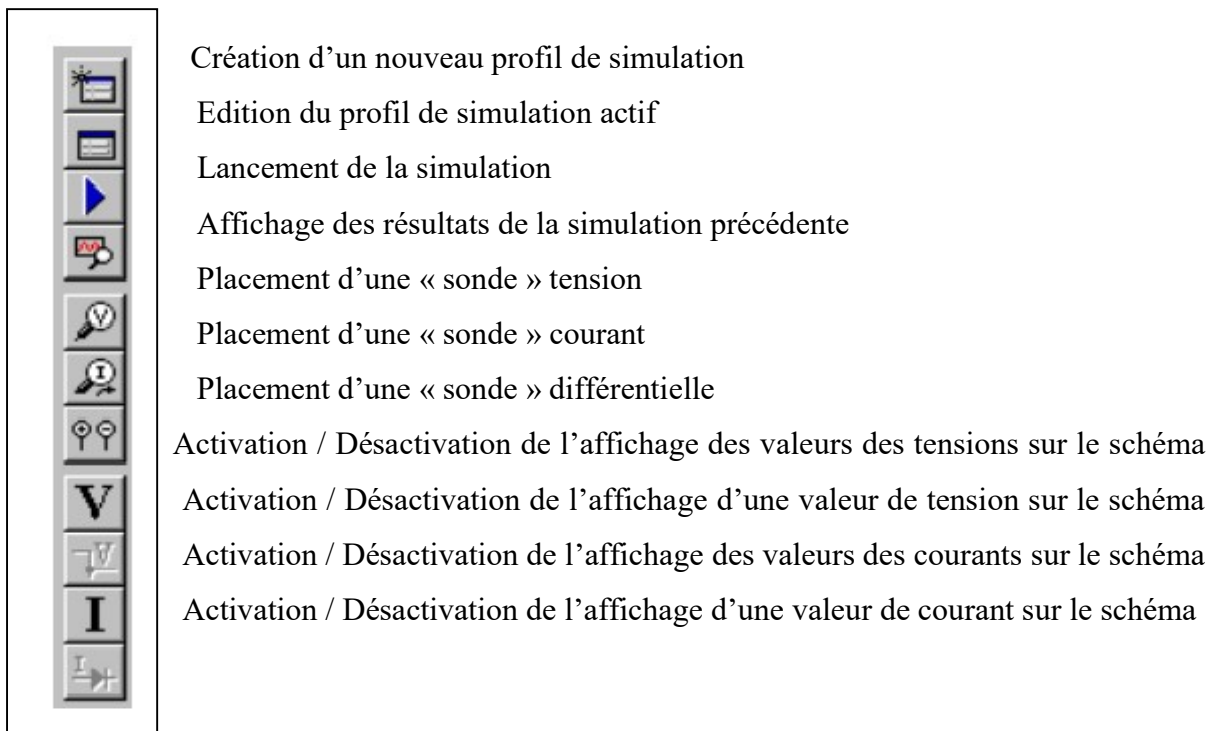 Création d’un nouveau profil de simulation
Edition du profil de simulation actif
Lancement de la simulation
Affichage des résultats de la simulation précédente
Placement d’une « sonde » tension
V
Placement d’une « sonde » courant
I
Placement d’une « sonde » différentielle
Activation / Désactivation de l’affichage des valeurs des tensions sur le schéma
V
Activation / Désactivation de l’affichage d’une valeur de tension sur le schéma
V
Activation / Désactivation de l’affichage des valeurs des courants sur le schéma
I
Activation / Désactivation de l’affichage d’une valeur de courant sur le schéma
I